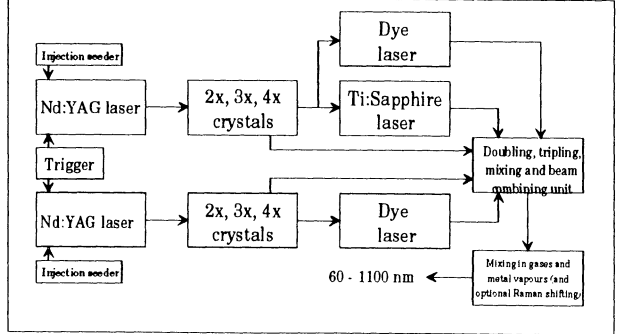 Injection seeder
Nd:YAG laser
2x, 3x, 4x
crystals
Dye
laser
Ti:Sapphire
laser
Trigger
Doubling, tripling,
mixing and beam
combining unit
Nd:YAG laser
2x, 3x, 4x
crystals
Dye
laser
Injection seeder
60 - 1100 nm
Mixing in gases and
metal vapours (and
optional Raman shifting)